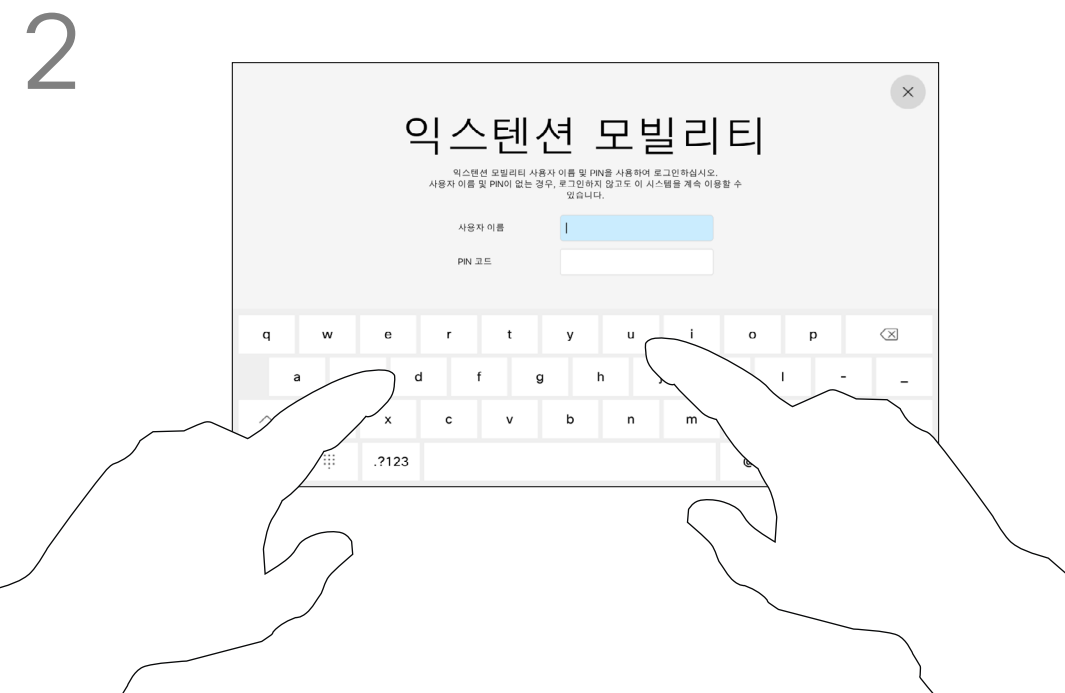 2
익스텐션 모빌리티
익스텐션 모빌리티 사용자 이름 및 PIN을 사용하여 로그인하십시오.
사용자 이름 및 PIN이 없는 경우, 로그인하지 않고도 이 시스템을 계속 이용할 수
있습니다.
사용자 이름
PIN 코드
q w e r t y u i o p
a d f g h j l - _
x c v b n m
.?123 @